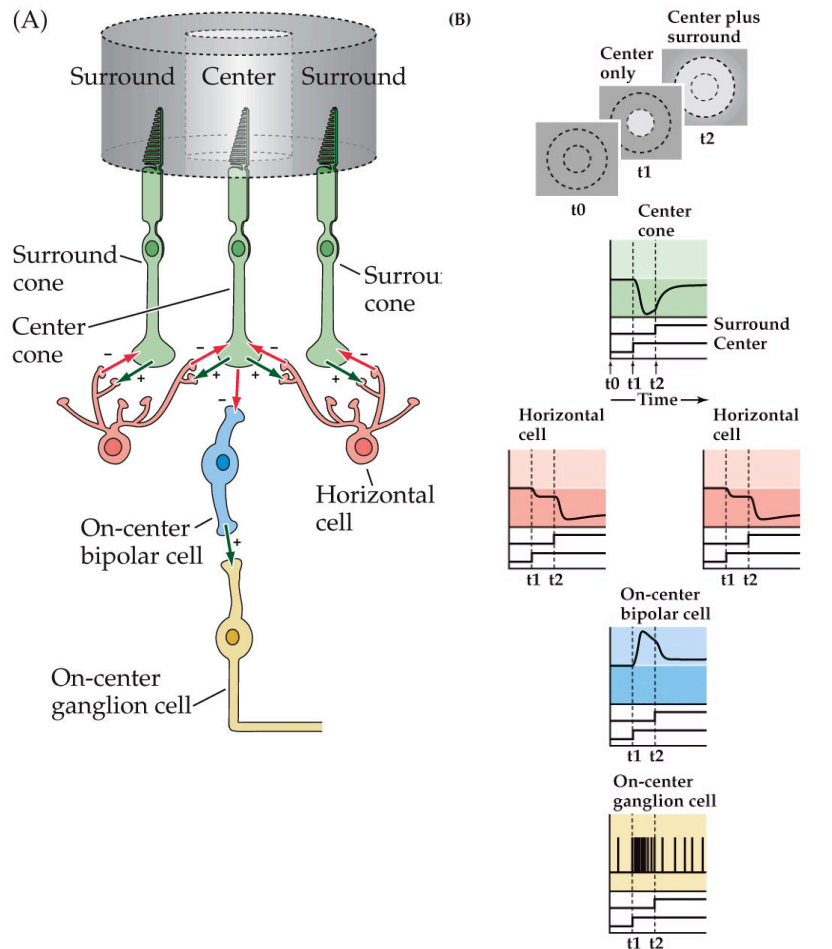 (A)
Surround Center Surround
Surround
cone
Center
cone
Surrou
cone
– – – –
+ + + +
–
Horizontal
cell
On-center
bipolar cell
+
On-center
ganglion cell
(B)
Center plus
surround
Center
only
t2
t1
t0
Center
cone
Surround
Center
t0 t1 t2
Time
Horizontal
cell
Horizontal
cell
t1 t2
t1 t2
On-center
bipolar cell
t1 t2
On-center
ganglion cell
t1 t2